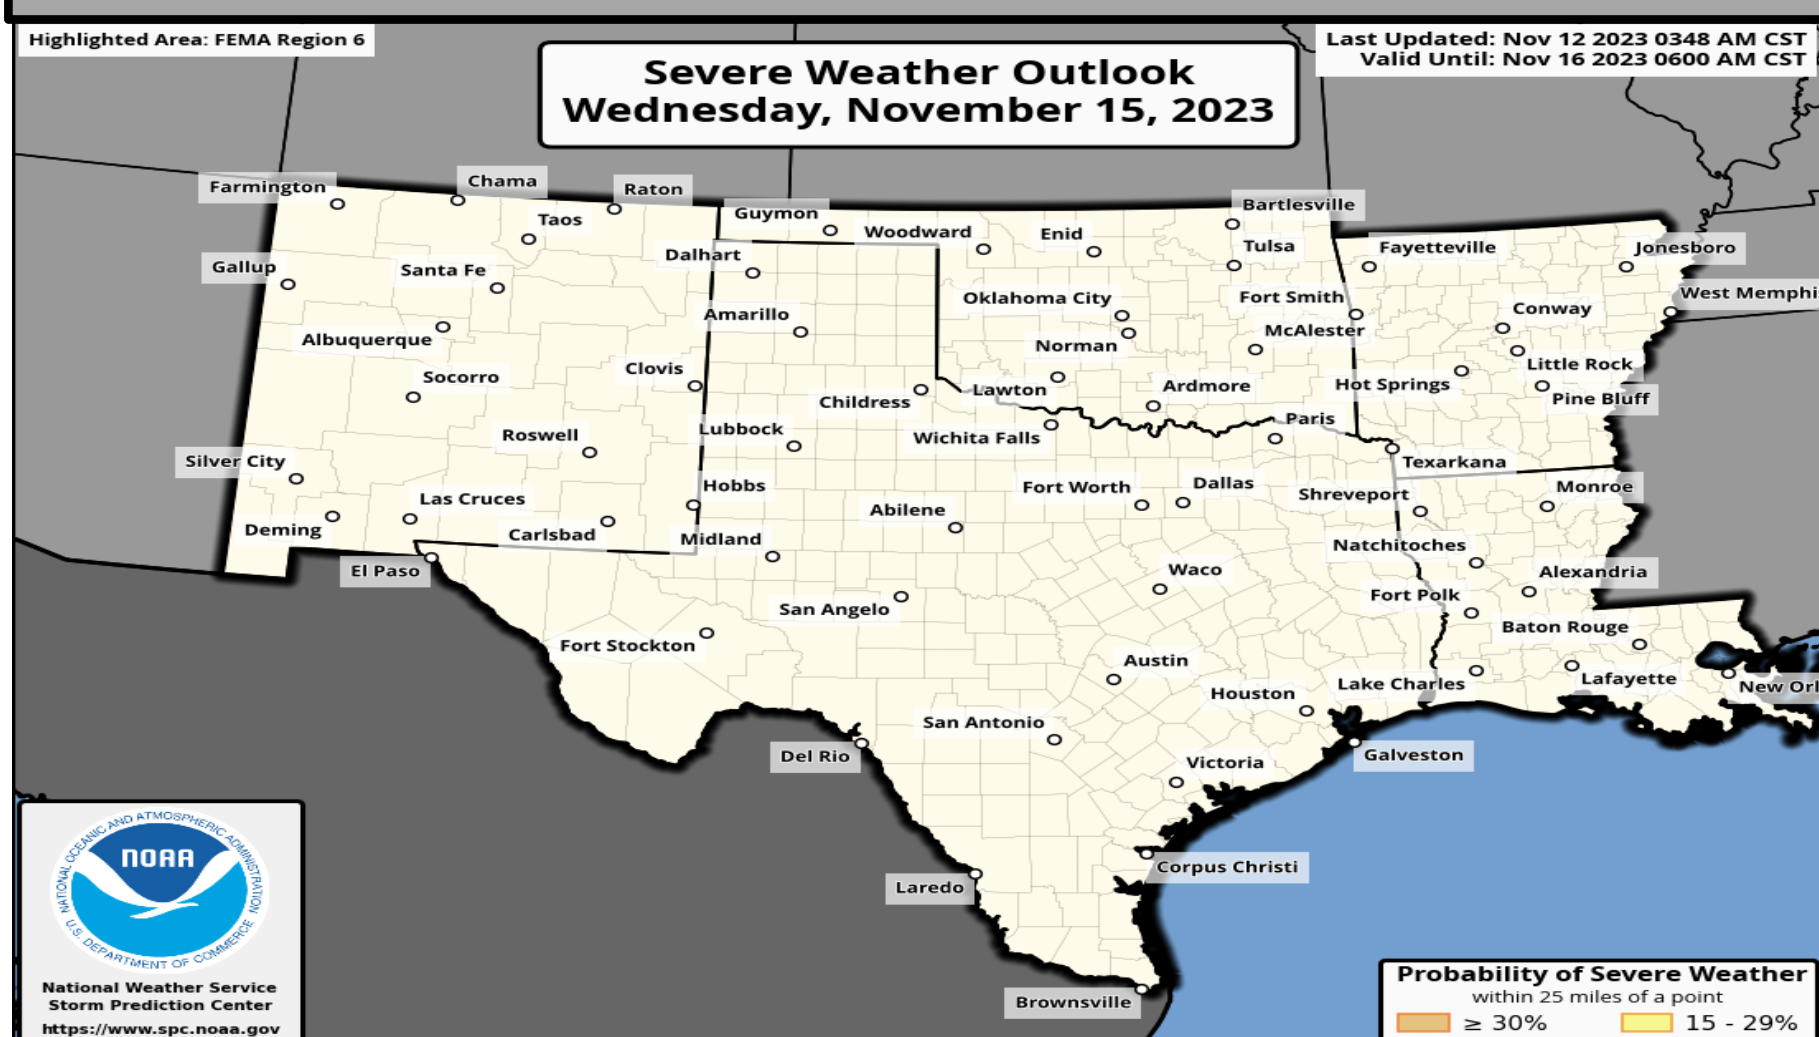 Highlighted Area: FEMA Region 6
Last Updated: Nov 12 2023 0348 AM CST
Valid Until: Nov 16 2023 0600 AM CST
Severe Weather Outlook
Wednesday, November 15, 2023
Farmington
Chama
Raton
Taos
Guymon
Woodward
Enid
Bartlesville
Tulsa
Fayetteville
Jonesboro
Gallup
Santa Fe
Dalhart
Oklahoma City
Fort Smith
West Memphi
Albuquerque
Amarillo
Norman
McAlester
Conway
Socorro
Clovis
Childress
Lawton
Ardmore
Hot Springs
Little Rock
Pine Bluff
Roswell
Lubbock
Wichita Falls
Paris
Silver City
Texarkana
Las Cruces
Hobbs
Fort Worth
Dallas
Shreveport
Monroe
Deming
Carlsbad
Midland
Abilene
Natchitoches
El Paso
Waco
Alexandria
San Angelo
Fort Polk
Fort Stockton
Baton Rouge
Austin
Houston
Lake Charles
Lafayette
New Orl
San Antonio
Del Rio
Victoria
Galveston
Laredo
Corpus Christi
Brownsville
NATIONAL OCEANIC AND ATMOSPHERIC ADMINISTRATION
NOAA
U.S. DEPARTMENT OF COMMERCE
National Weather Service
Storm Prediction Center
https://www.spc.noaa.gov
Probability of Severe Weather
within 25 miles of a point
≥ 30%
15 - 29%